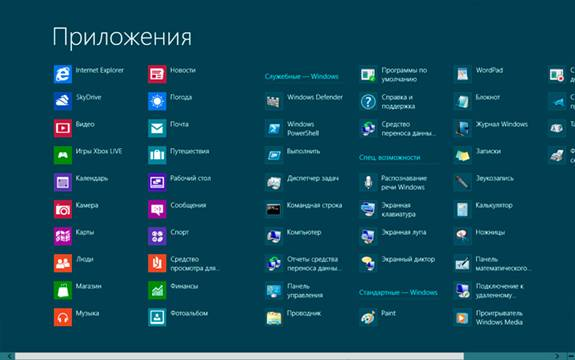 Приложения
Internet Explorer
SkyDrive
Видео
Игры Xbox LIVE
Календарь
Камера
Карты
Люди
Магазин
Музыка
Новости
Погода
Почта
Путешествия
Рабочий стол
Сообщения
Спорт
Средство
просмотра для...
Финансы
Фотоальбом
Служебные — Windows
Windows Defender
Windows
PowerShell
Выполнить
Диспетчер задач
Командная строка
Компьютер
Отчеты средства
переноса данны...
Панель
управления
Проводник
Программы по
умолчанию
Справка и
поддержка
Средство
переноса данны...
Спец. возможности
Распознавание
речи Windows
Экранная
клавиатура
Экранная лупа
Экранный диктор
Стандартные — Windows
Paint
WordPad
Блокнот
Журнал Windows
Записки
Звукозапись
Калькулятор
Ножницы
Панель
математического...
Подключение к
удаленному...
Проигрыватель
Windows Media